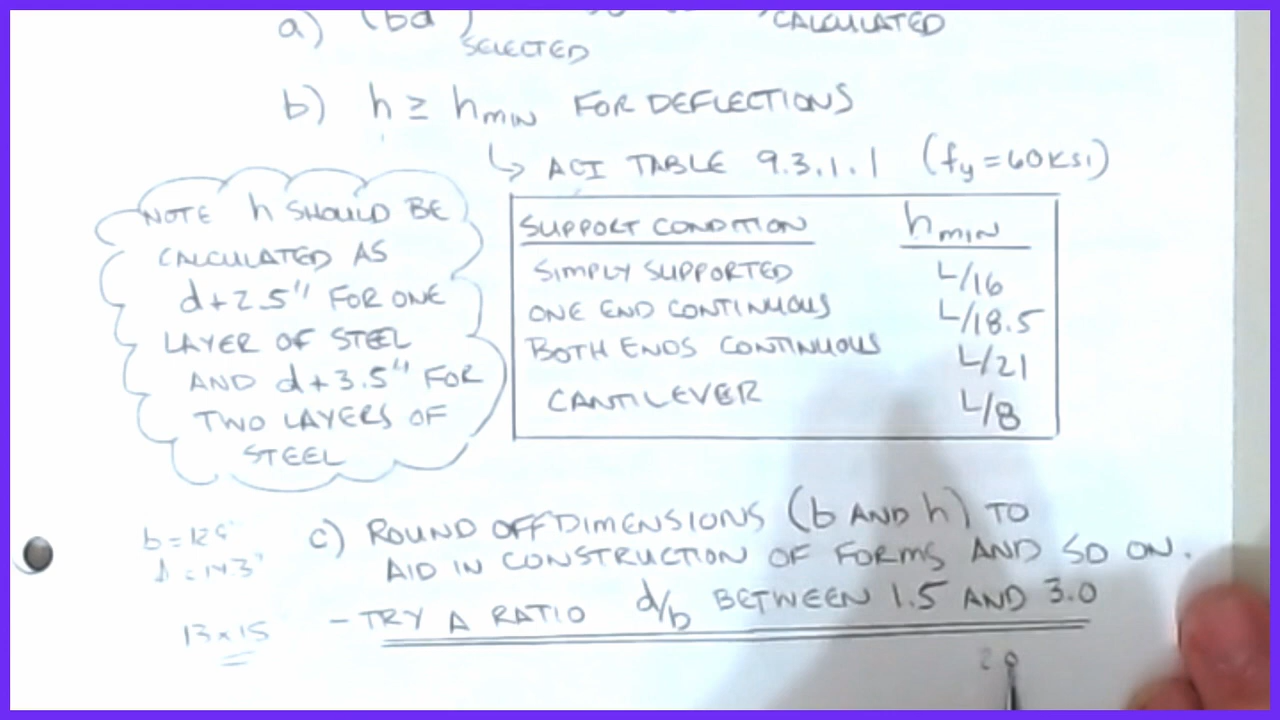 a) (bd )
SELECTED
CALCULATED
b) h ≥ hMIN FOR DEFLECTIONS
↳ ACI TABLE 9.3.1.1 (fy = 60KSI)
NOTE h SHOULD BE
CALCULATED AS
d+2.5" FOR ONE
LAYER OF STEEL
AND d+3.5" FOR
TWO LAYERS OF
STEEL
SUPPORT CONDITION hMIN
SIMPLY SUPPORTED L/16
ONE END CONTINUOUS L/18.5
BOTH ENDS CONTINUOUS L/21
CANTILEVER L/8
c) ROUND OFF DIMENSIONS (b AND h) TO
AID IN CONSTRUCTION OF FORMS AND SO ON.
- TRY A RATIO d/b BETWEEN 1.5 AND 3.0
13 x 15